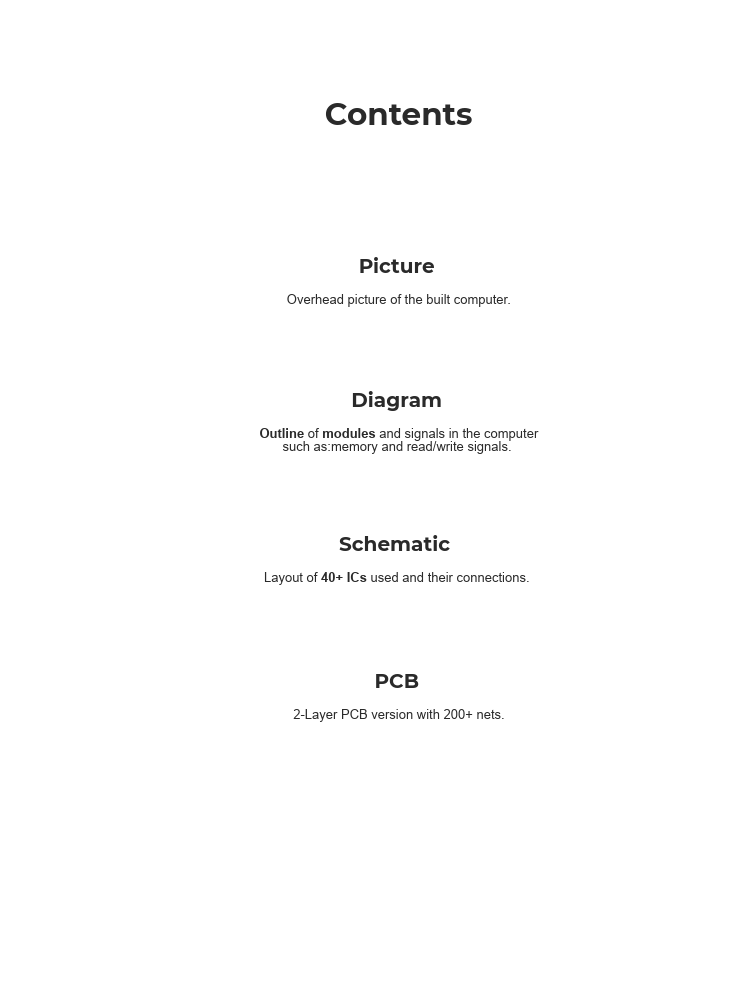 Contents
Picture
Overhead picture of the built computer.
Diagram
Outline of modules and signals in the computer
such as:memory and read/write signals.
Schematic
Layout of 40+ ICs used and their connections.
PCB
2-Layer PCB version with 200+ nets.